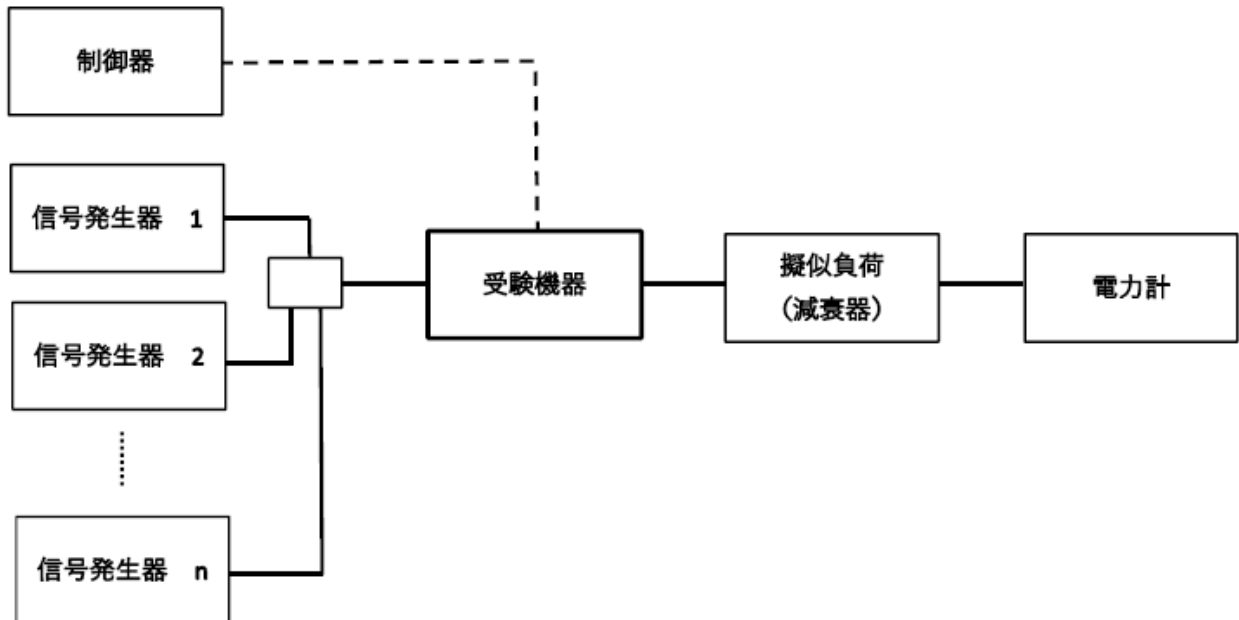 制御器
信号発生器 1
信号発生器 2
信号発生器 n
受験機器
擬似負荷
（減衰器）
電力計